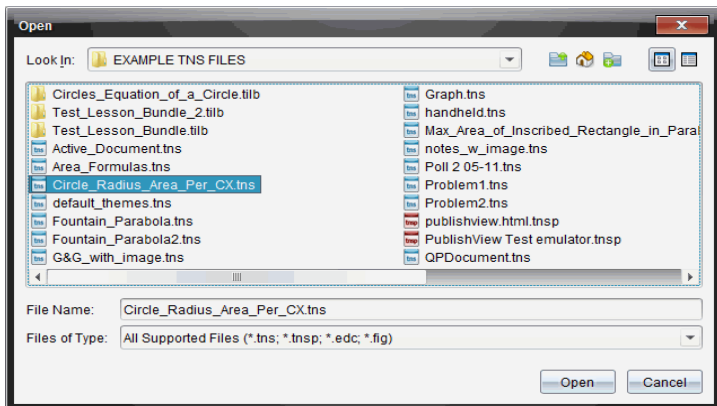 Open
Look In: EXAMPLE TNS FILES
Circles_Equation_of_a_Circle.tilb
Test_Lesson_Bundle_2.tilb
Test_Lesson_Bundle.tilb
Active_Document.tns
Area_Formulas.tns
Circle_Radius_Area_Per_CX.tns
default_themes.tns
Fountain_Parabola.tns
Fountain_Parabola2.tns
G&G_with_image.tns
Graph.tns
handheld.tns
Max_Area_of_Inscribed_Rectangle_in_Paral
notes_w_image.tns
Poll 2 05-11.tns
Problem1.tns
Problem2.tns
publishview.html.tnsp
PublishView Test emulator.tnsp
QPDocument.tns
File Name: Circle_Radius_Area_Per_CX.tns
Files of Type: All Supported Files (*.tns; *.tnsp; *.edc; *.fig)
Open Cancel